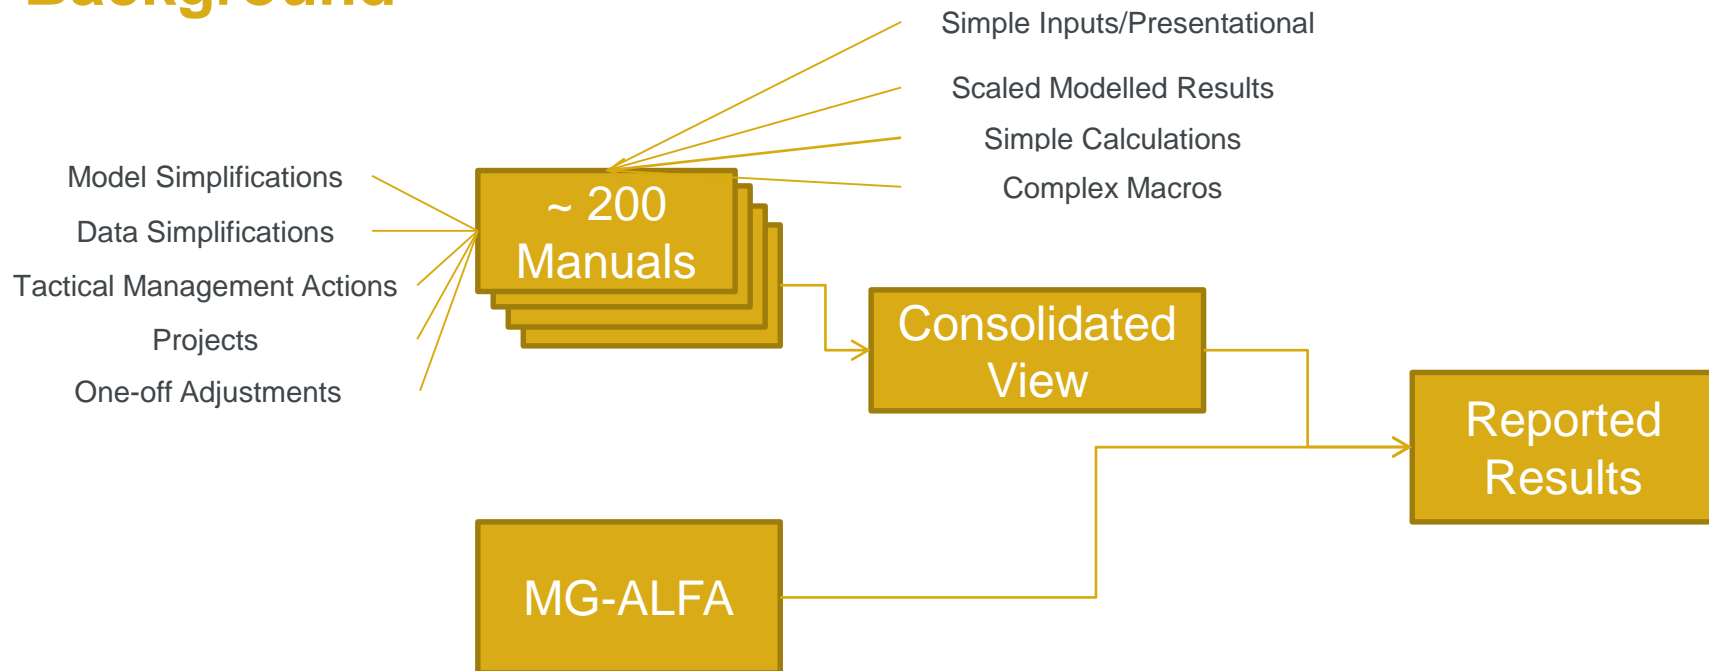 Background
Simple Inputs/Presentational
Scaled Modelled Results
Simple Calculations
Complex Macros
Model Simplifications
Data Simplifications
Tactical Management Actions
Projects
One-off Adjustments
~ 200
Manuals
Consolidated
View
Reported
Results
MG-ALFA